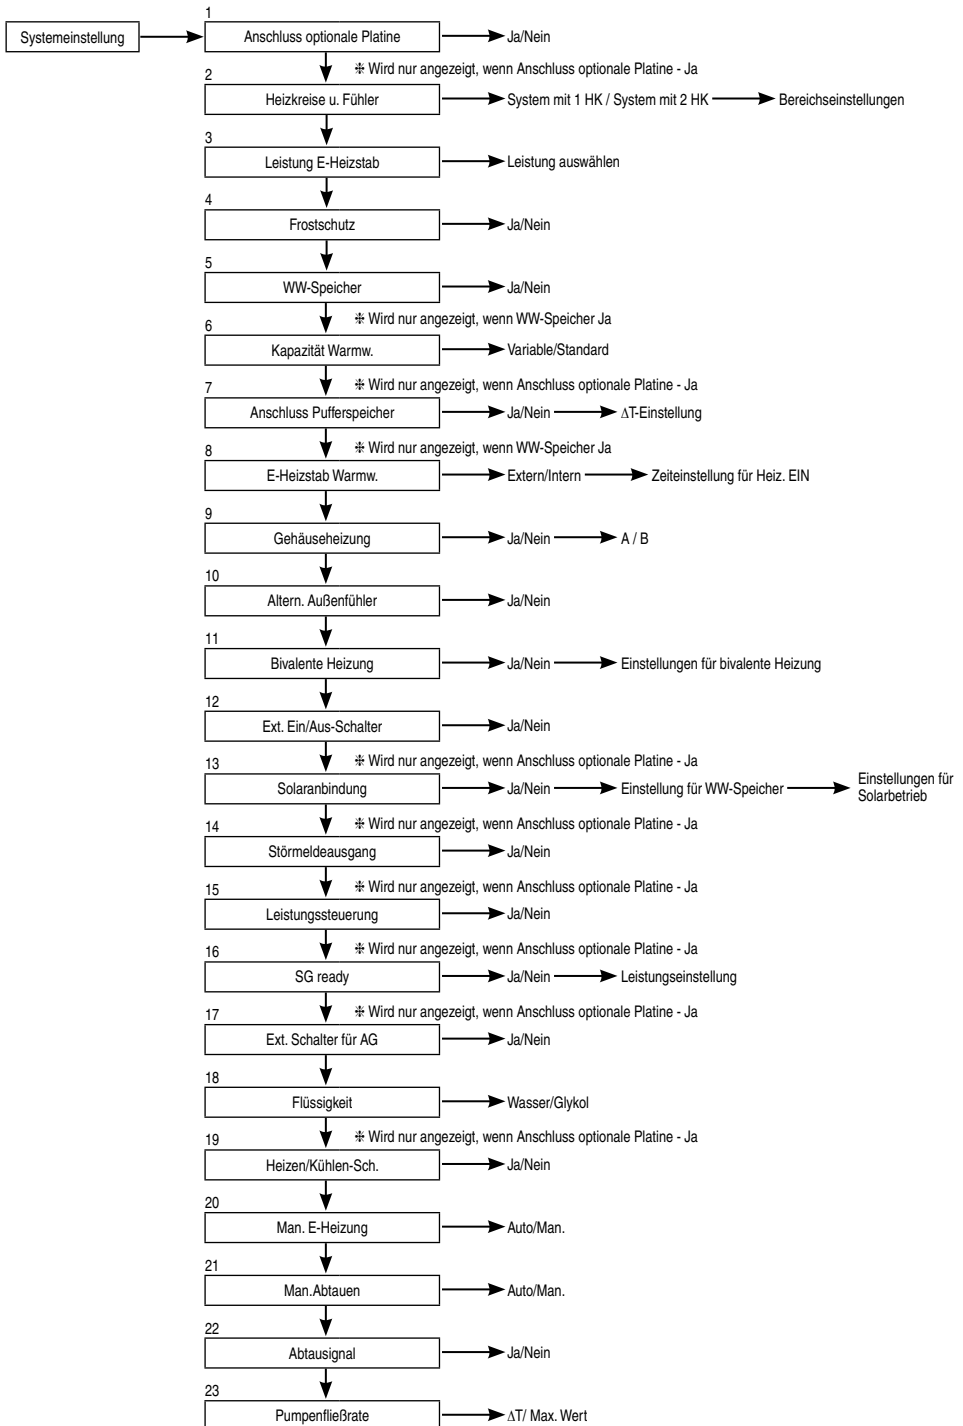 1
Systemeinstellung
Anschluss optionale Platine
Ja/Nein
❉ Wird nur angezeigt, wenn Anschluss optionale Platine - Ja
2
Heizkreise u. Fühler
System mit 1 HK / System mit 2 HK
Bereichseinstellungen
3
Leistung E-Heizstab
Leistung auswählen
4
Frostschutz
Ja/Nein
5
WW-Speicher
Ja/Nein
❉ Wird nur angezeigt, wenn WW-Speicher Ja
6
Kapazität Warmw.
Variable/Standard
❉ Wird nur angezeigt, wenn Anschluss optionale Platine - Ja
7
Anschluss Pufferspeicher
Ja/Nein
ΔT-Einstellung
❉ Wird nur angezeigt, wenn WW-Speicher Ja
8
E-Heizstab Warmw.
Extern/Intern
Zeiteinstellung für Heiz. EIN
9
Gehäuseheizung
Ja/Nein
A / B
10
Altern. Außenfühler
Ja/Nein
11
Bivalente Heizung
Ja/Nein
Einstellungen für bivalente Heizung
12
Ext. Ein/Aus-Schalter
Ja/Nein
❉ Wird nur angezeigt, wenn Anschluss optionale Platine - Ja
13
Solaranbindung
Ja/Nein
Einstellung für WW-Speicher
Einstellungen für
Solarbetrieb
❉ Wird nur angezeigt, wenn Anschluss optionale Platine - Ja
14
Störmeldeausgang
Ja/Nein
❉ Wird nur angezeigt, wenn Anschluss optionale Platine - Ja
15
Leistungssteuerung
Ja/Nein
❉ Wird nur angezeigt, wenn Anschluss optionale Platine - Ja
16
SG ready
Ja/Nein
Leistungseinstellung
❉ Wird nur angezeigt, wenn Anschluss optionale Platine - Ja
17
Ext. Schalter für AG
Ja/Nein
18
Flüssigkeit
Wasser/Glykol
❉ Wird nur angezeigt, wenn Anschluss optionale Platine - Ja
19
Heizen/Kühlen-Sch.
Ja/Nein
20
Man. E-Heizung
Auto/Man.
21
Man.Abtauen
Auto/Man.
22
Abtausignal
Ja/Nein
23
Pumpenfließrate
ΔT/ Max. Wert